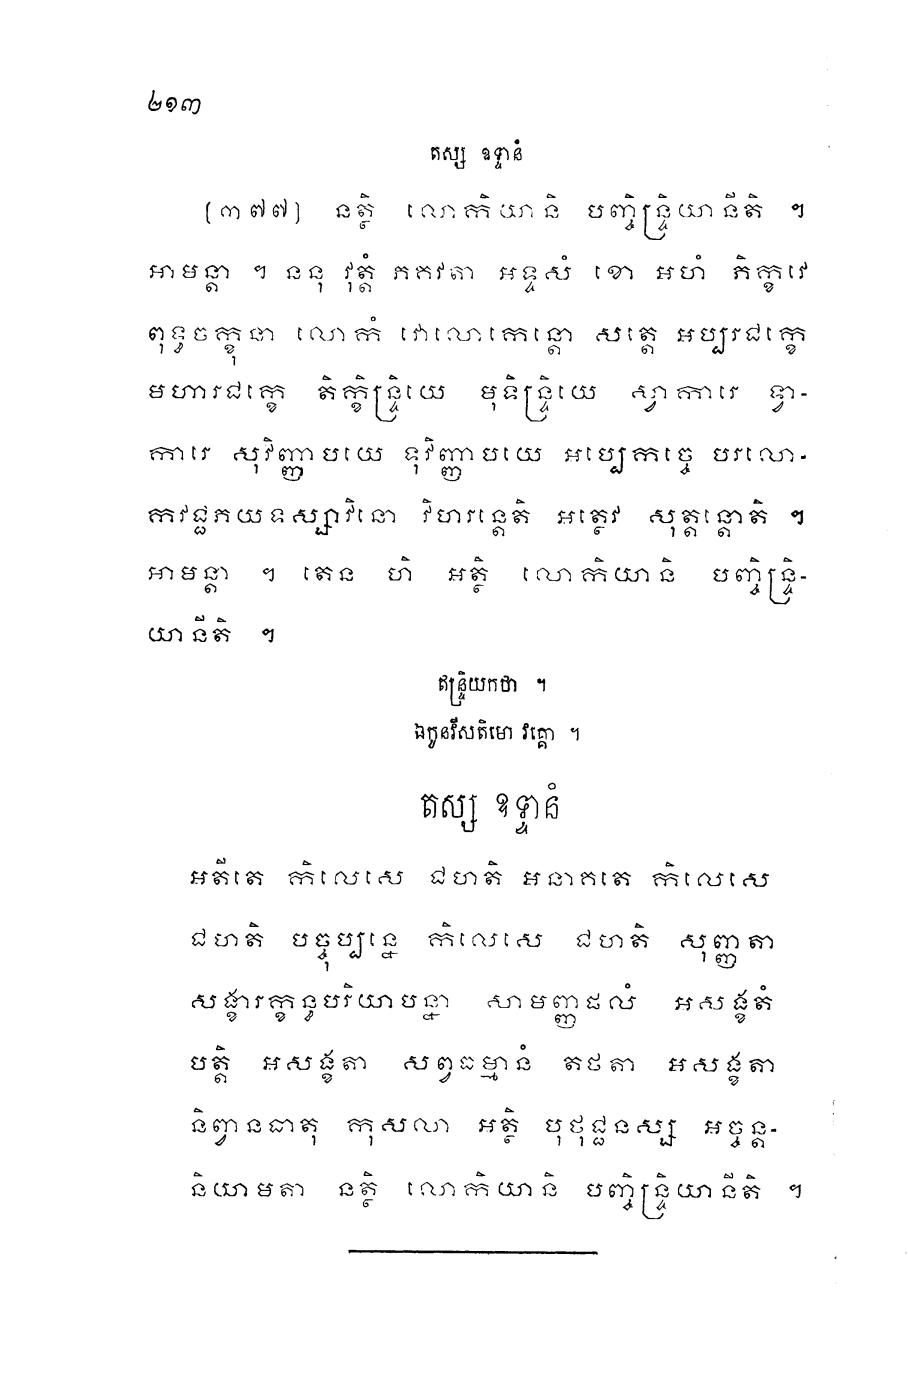 ២១៣
តស្ស ឧទ្ទានំ
(៣៧៧) នត្ថិ លោកិយានិ បញ្ចិន្ទ្រិយានីតិ ។
អាមន្តា ។ ននុ វុត្តំ ភគវតា អទ្ទសំ ខោ អហំ ភិក្ខវេ
ពុទ្ធចក្ខុនា លោកំ វោលោកេន្តោ សត្តេ អប្បរជក្ខេ
មហារជក្ខេ តិក្ខិន្ទ្រិយេ មុទិន្ទ្រិយេ ស្វាការេ ទ្វា-
ការេ សុវិញ្ញាបយេ ទុវិញ្ញាបយេ អប្បេកច្ចេ បរលោ-
កវជ្ជភយទស្សាវិនោ វិហរន្តេតិ អត្ថេវ សុត្តន្តោតិ ។
អាមន្តា ។ តេន ហិ អត្ថិ លោកិយានិ បញ្ចិន្ទ្រិ-
យានីតិ ។
ឥន្ទ្រិយកថា ។
ឯកូនវីសតិមោ វគ្គោ ។
តស្ស ឧទ្ទានំ
អតីតេ កិលេសេ ជហតិ អនាគតេ កិលេសេ
ជហតិ បច្ចុប្បន្នេ កិលេសេ ជហតិ សុញ្ញតា
សង្ខារក្ខន្ធបរិយាបន្នា សាមញ្ញផលំ អសង្ខតំ
បត្តិ អសង្ខតា សព្វធម្មានំ តថតា អសង្ខតា
និព្វានធាតុ កុសលា អត្ថិ បុថុជ្ជនស្ស អច្ចន្ត-
និយាមតា នត្ថិ លោកិយានិ បញ្ចិន្ទ្រិយានីតិ ។